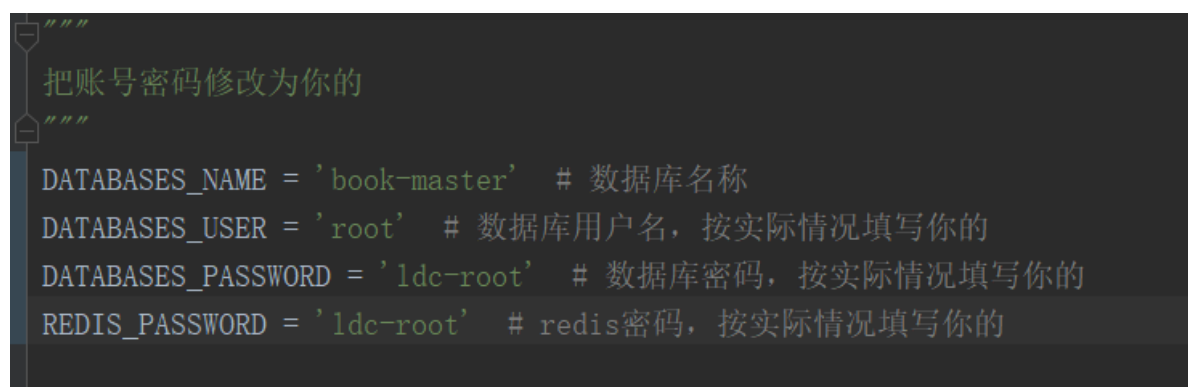 """
把账号密码修改为你的
"""
DATABASES_NAME = 'book-master'  # 数据库名称
DATABASES_USER = 'root'  # 数据库用户名，按实际情况填写你的
DATABASES_PASSWORD = 'ldc-root'  # 数据库密码，按实际情况填写你的
REDIS_PASSWORD = 'ldc-root'  # redis密码，按实际情况填写你的